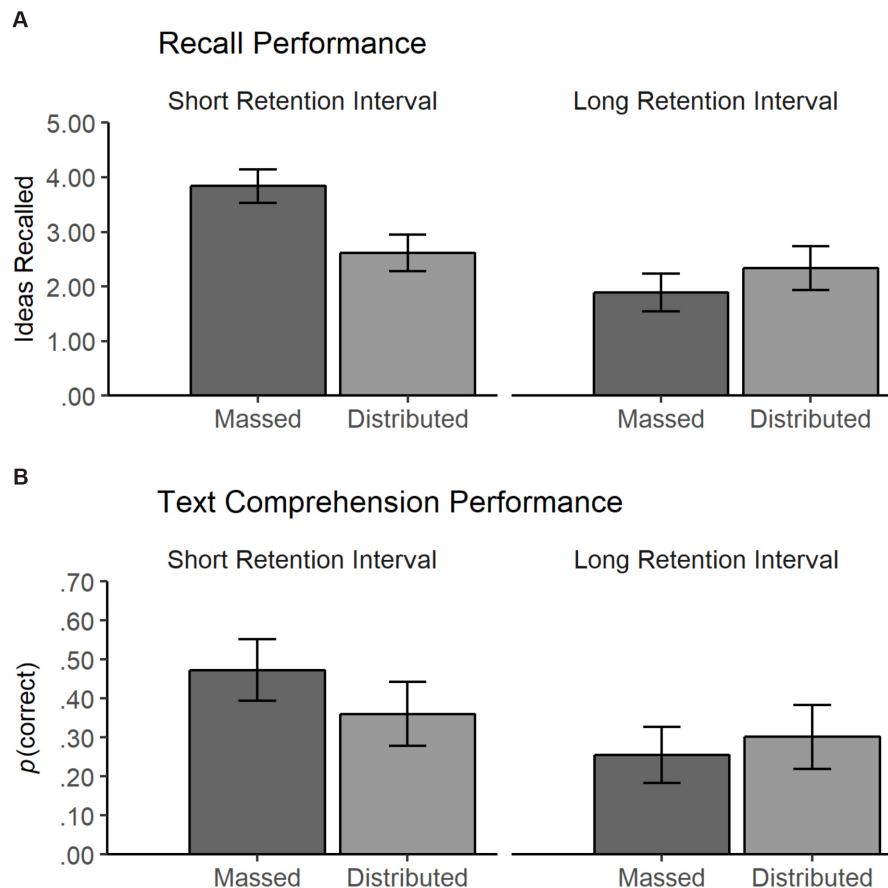 A
Recall Performance
Short Retention Interval
Long Retention Interval
5.00
4.00
3.00
2.00
1.00
.00
Ideas Recalled
Massed
Distributed
Massed
Distributed
B
Text Comprehension Performance
Short Retention Interval
Long Retention Interval
.70
.60
.50
.40
.30
.20
.10
.00
p(correct)
Massed
Distributed
Massed
Distributed